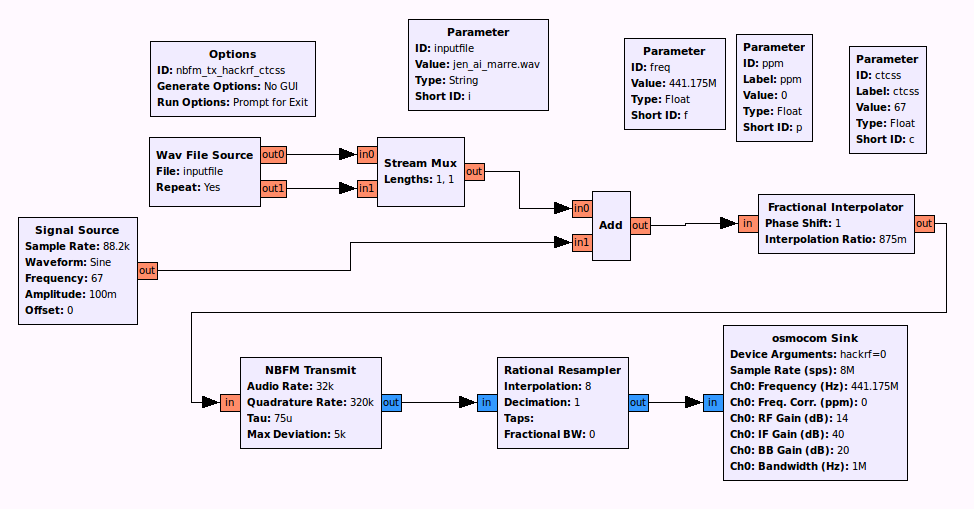 Options
ID: nbfm_tx_hackrf_ctcss
Generate Options: No GUI
Run Options: Prompt for Exit
Parameter
ID: inputfile
Value: jen_ai_marre.wav
Type: String
Short ID: i
Parameter
ID: freq
Value: 441.175M
Type: Float
Short ID: f
Parameter
ID: ppm
Label: ppm
Value: 0
Type: Float
Short ID: p
Parameter
ID: ctcss
Label: ctcss
Value: 67
Type: Float
Short ID: c
Wav File Source
File: inputfile
Repeat: Yes
out0
out1
in0
in1
Stream Mux
Lengths: 1, 1
out
Signal Source
Sample Rate: 88.2k
Waveform: Sine
Frequency: 67
Amplitude: 100m
Offset: 0
out
in0
in1
Add
out
in
Fractional Interpolator
Phase Shift: 1
Interpolation Ratio: 875m
out
in
NBFM Transmit
Audio Rate: 32k
Quadrature Rate: 320k
Tau: 75u
Max Deviation: 5k
out
in
Rational Resampler
Interpolation: 8
Decimation: 1
Taps:
Fractional BW: 0
out
in
osmocom Sink
Device Arguments: hackrf=0
Sample Rate (sps): 8M
Ch0: Frequency (Hz): 441.175M
Ch0: Freq. Corr. (ppm): 0
Ch0: RF Gain (dB): 14
Ch0: IF Gain (dB): 40
Ch0: BB Gain (dB): 20
Ch0: Bandwidth (Hz): 1M